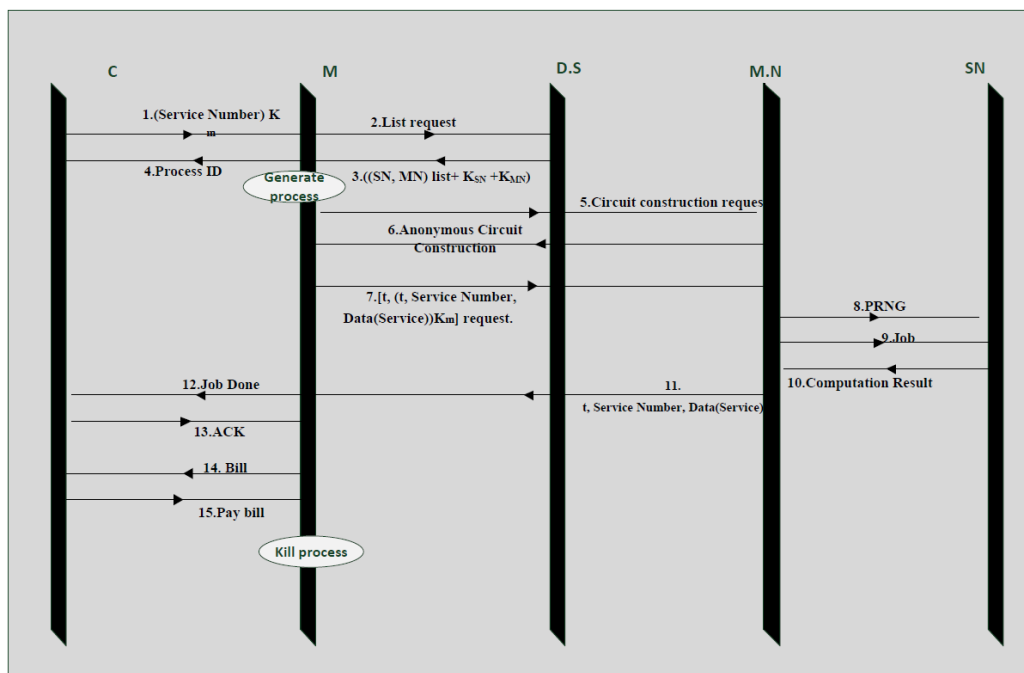 C
M
D.S
M.N
SN
1.(Service Number) K
m
2.List request
4.Process ID
3.((SN, MN) list+ KSN +KMN)
Generate
process
5.Circuit construction reques
6.Anonymous Circuit
Construction
7.[t, (t, Service Number,
Data(Service))Km] request.
8.PRNG
9.Job
10.Computation Result
11.
t, Service Number, Data(Service)
12.Job Done
13.ACK
14. Bill
15.Pay bill
Kill process